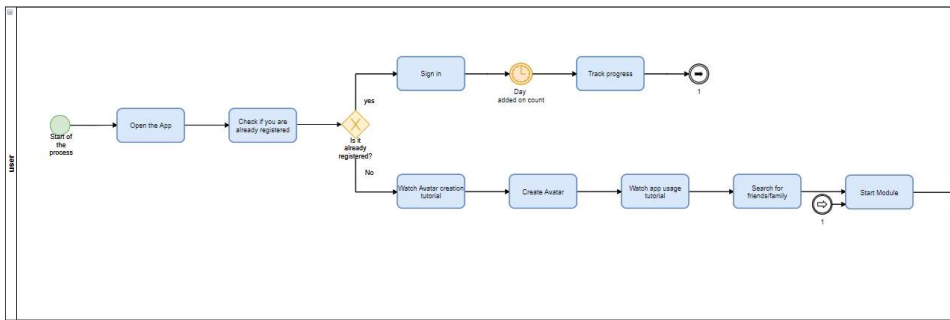 user
Start of
the
process
Open the App
Check if you are
already registered
Is it
already
registered?
yes
Sign in
Day
added on count
Track progress
1
No
Watch Avatar creation
tutorial
Create Avatar
Watch app usage
tutorial
Search for
friends/family
1
Start Module